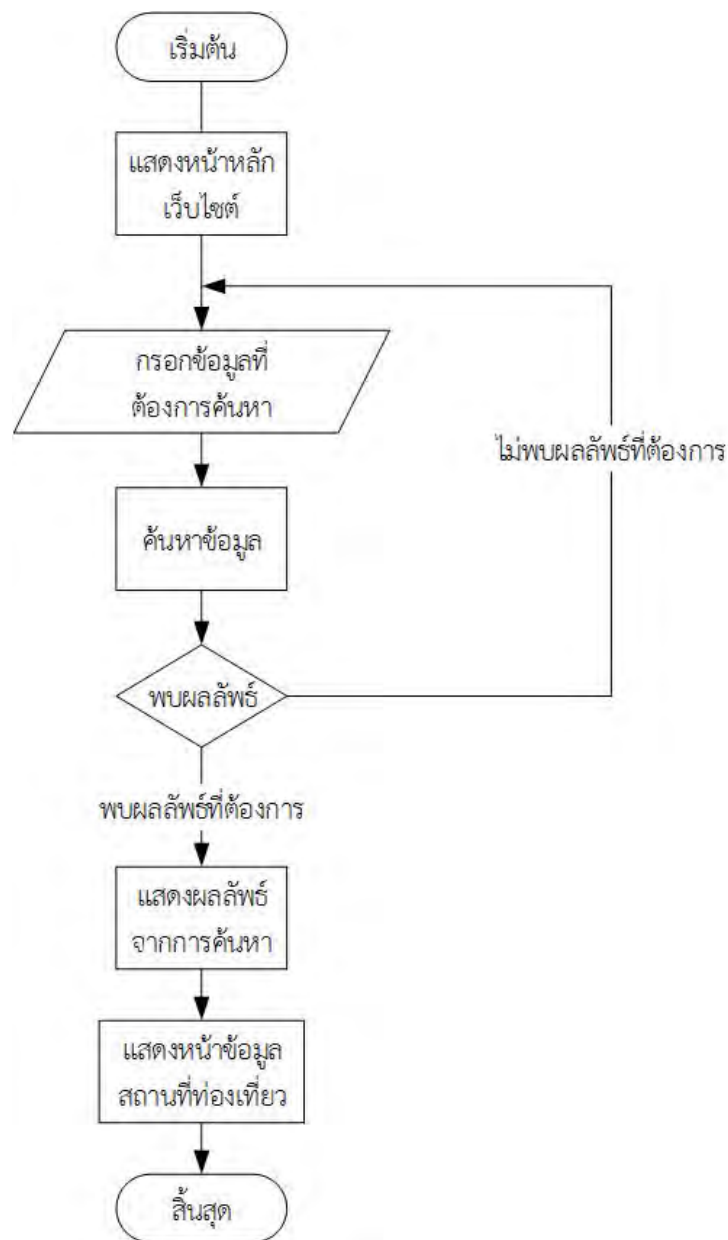 เริ่มต้น
แสดงหน้าหลัก
เว็บไซต์
กรอกข้อมูลที่
ต้องการค้นหา
ไม่พบผลลัพธ์ที่ต้องการ
ค้นหาข้อมูล
พบผลลัพธ์
พบผลลัพธ์ที่ต้องการ
แสดงผลลัพธ์
จากการค้นหา
แสดงหน้าข้อมูล
สถานที่ท่องเที่ยว
สิ้นสุด